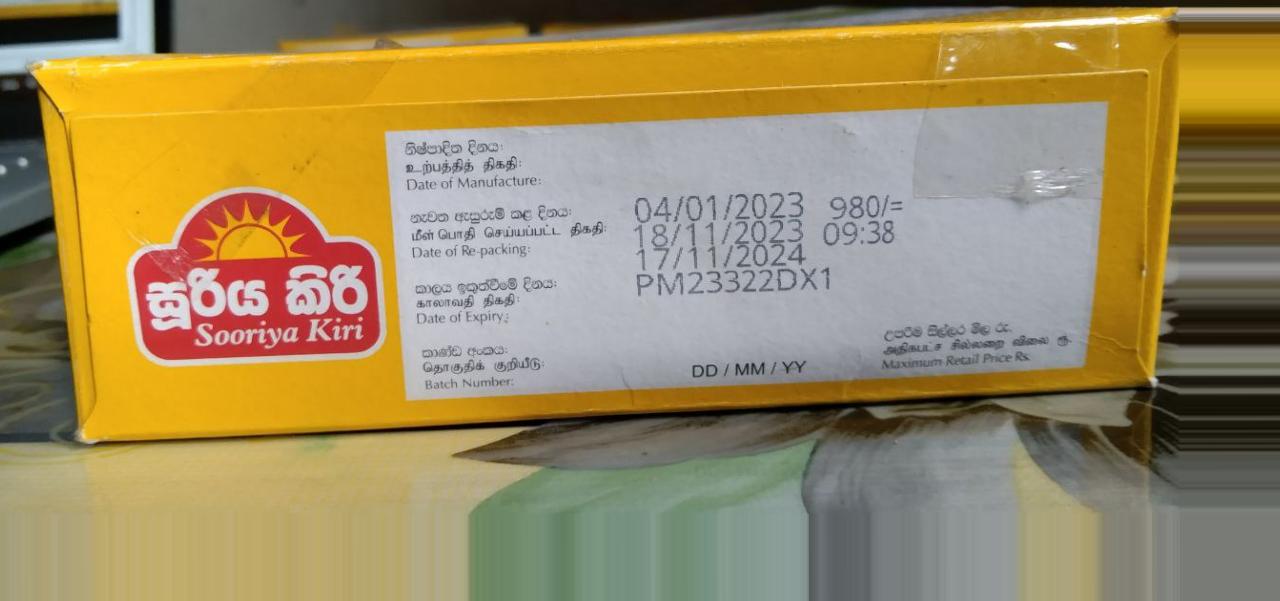 සූරිය කිරි
Sooriya Kiri
නිෂ්පාදිත දිනය:
உற்பத்தித் திகதி:
Date of Manufacture:
නැවත ඇසුරුම් කළ දිනය:
மீள் பொதி செய்யப்பட்ட திகதி:
Date of Re-packing:
කාලය ඉකුත්වීමේ දිනය:
காலாவதி திகதி:
Date of Expiry:
කාණ්ඩ අංකය:
தொகுதிக் குறியீடு:
Batch Number:
04/01/2023 980/=
18/11/2023 09:38
17/11/2024
PM23322DX1
DD / MM / YY
උපරිම සිල්ලර මිල රු.
அதிகபட்ச சில்லறை விலை ரூ.
Maximum Retail Price Rs.